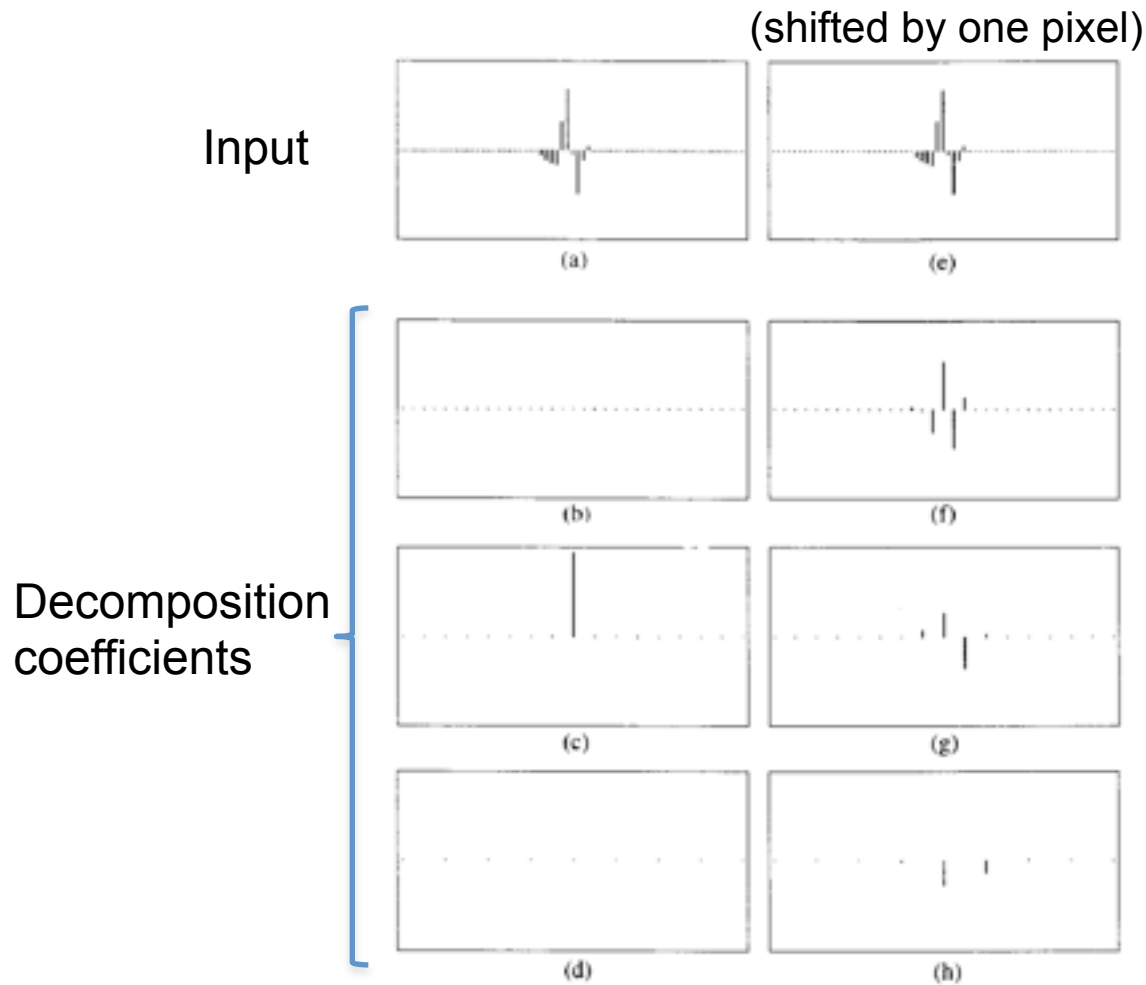 (shifted by one pixel)
Input
(a)
(e)
(b)
(f)
Decomposition
coefficients
(c)
(g)
(d)
(h)